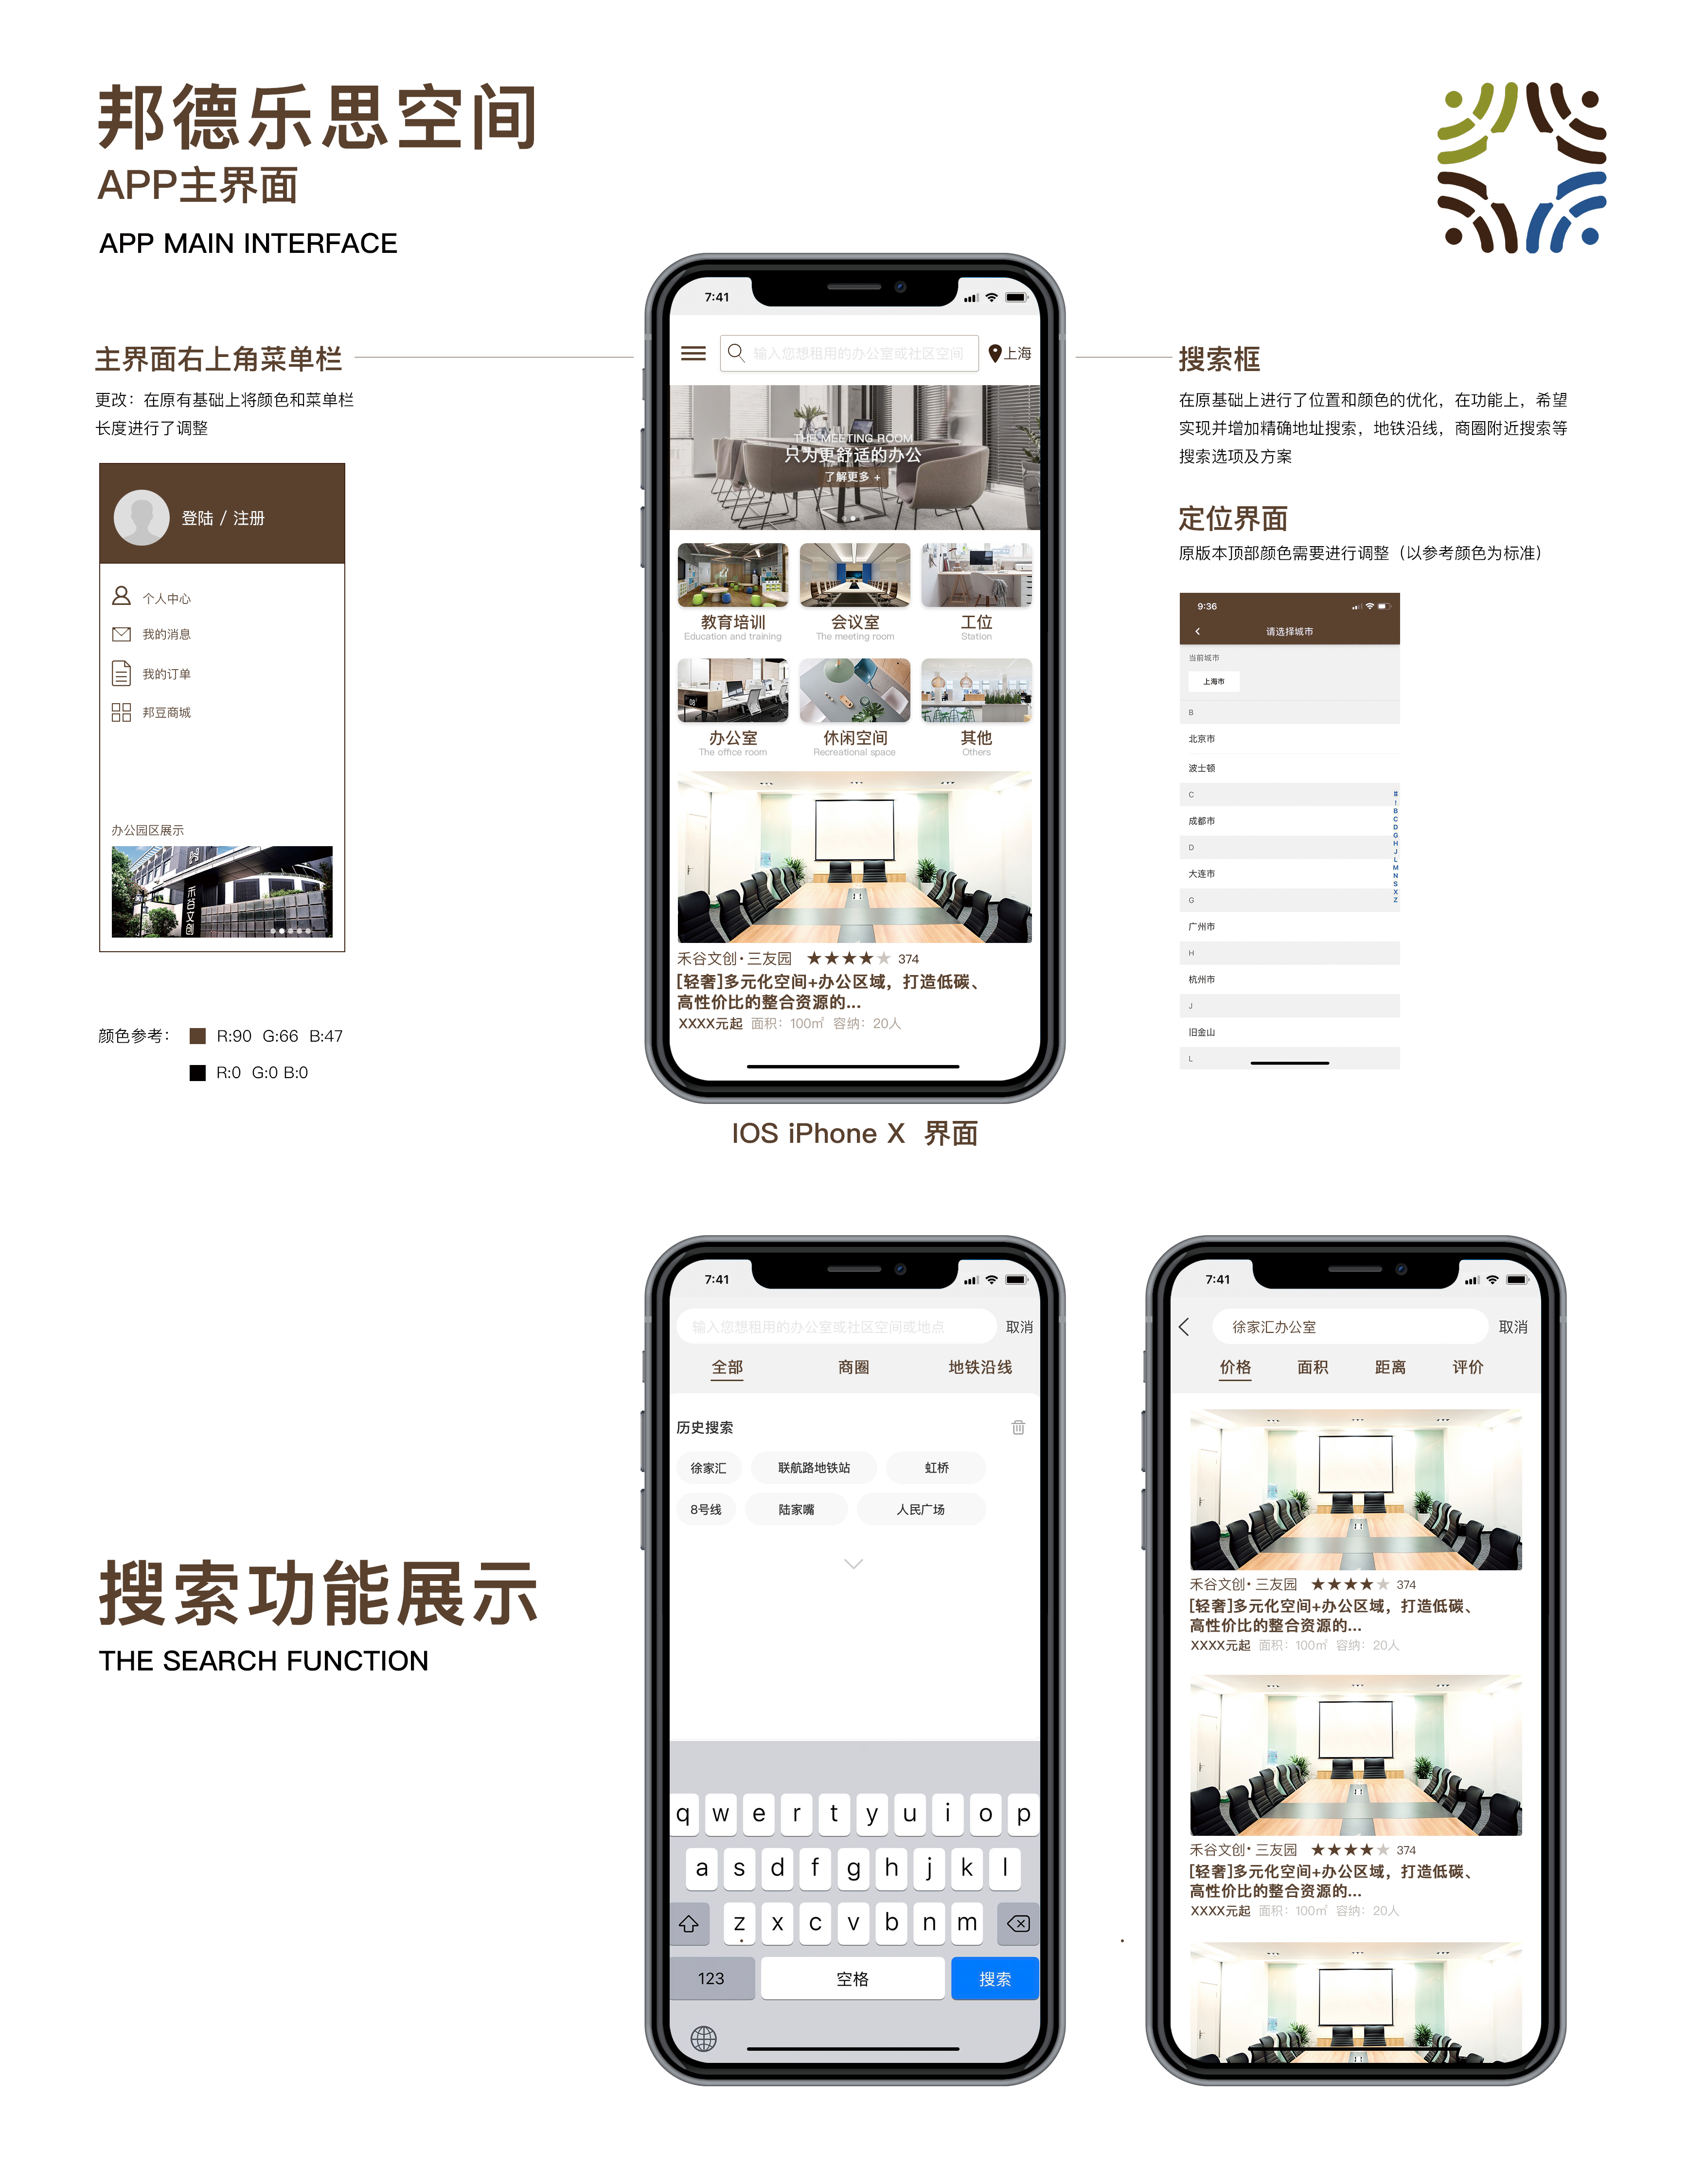 邦德乐思空间
APP主界面
APP MAIN INTERFACE
主界面右上角菜单栏
更改：在原有基础上将颜色和菜单栏
长度进行了调整
登陆 / 注册
个人中心
我的消息
我的订单
邦豆商城
办公园区展示
禾谷文创
颜色参考：
R:90 G:66 B:47
R:0 G:0 B:0
7:41
输入您想租用的办公室或社区空间
上海
THE MEETING ROOM
只为更舒适的办公
了解更多 +
教育培训
Education and training
会议室
The meeting room
工位
Station
办公室
The office room
休闲空间
Recreational space
其他
Others
禾谷文创·三友园 ★★★★★ 374
[轻奢]多元化空间+办公区域，打造低碳、
高性价比的整合资源的...
XXXX元起 面积：100㎡ 容纳：20人
IOS iPhone X 界面
搜索框
在原基础上进行了位置和颜色的优化，在功能上，希望
实现并增加精确地址搜索，地铁沿线，商圈附近搜索等
搜索选项及方案
定位界面
原版本顶部颜色需要进行调整（以参考颜色为标准）
9:36
请选择城市
当前城市
上海市
B
北京市
波士顿
C
成都市
D
大连市
G
广州市
H
杭州市
J
旧金山
L
#
!
B
C
D
G
H
J
L
M
N
S
X
Z
搜索功能展示
THE SEARCH FUNCTION
7:41
输入您想租用的办公室或社区空间或地点
取消
全部 商圈 地铁沿线
历史搜索
徐家汇 联航路地铁站 虹桥
8号线 陆家嘴 人民广场
q w e r t y u i o p
a s d f g h j k l
z x c v b n m
123 空格 搜索
7:41
徐家汇办公室
取消
价格 面积 距离 评价
禾谷文创·三友园 ★★★★★ 374
[轻奢]多元化空间+办公区域，打造低碳、
高性价比的整合资源的...
XXXX元起 面积：100㎡ 容纳：20人
禾谷文创·三友园 ★★★★★ 374
[轻奢]多元化空间+办公区域，打造低碳、
高性价比的整合资源的...
XXXX元起 面积：100㎡ 容纳：20人